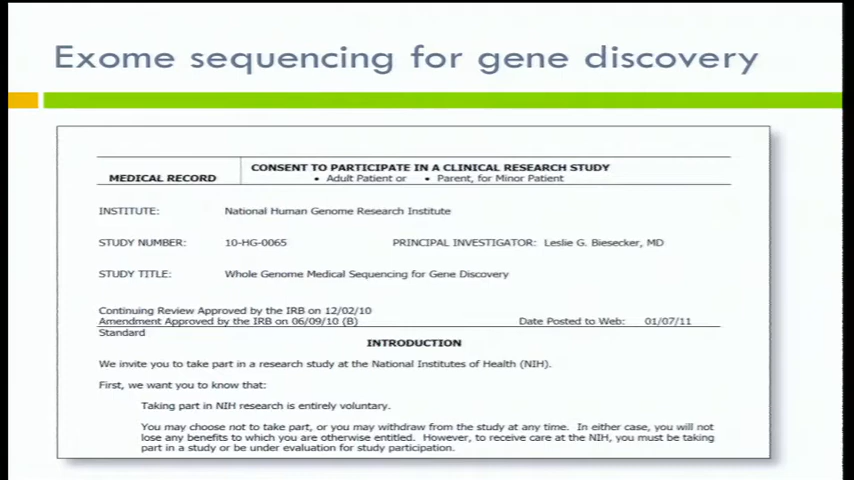 Exome sequencing for gene discovery
MEDICAL RECORD
CONSENT TO PARTICIPATE IN A CLINICAL RESEARCH STUDY
• Adult Patient or • Parent, for Minor Patient
INSTITUTE: National Human Genome Research Institute
STUDY NUMBER: 10-HG-0065 PRINCIPAL INVESTIGATOR: Leslie G. Biesecker, MD
STUDY TITLE: Whole Genome Medical Sequencing for Gene Discovery
Continuing Review Approved by the IRB on 12/02/10
Amendment Approved by the IRB on 06/09/10 (B) Date Posted to Web: 01/07/11
Standard
INTRODUCTION
We invite you to take part in a research study at the National Institutes of Health (NIH).
First, we want you to know that:
Taking part in NIH research is entirely voluntary.
You may choose not to take part, or you may withdraw from the study at any time. In either case, you will not
lose any benefits to which you are otherwise entitled. However, to receive care at the NIH, you must be taking
part in a study or be under evaluation for study participation.